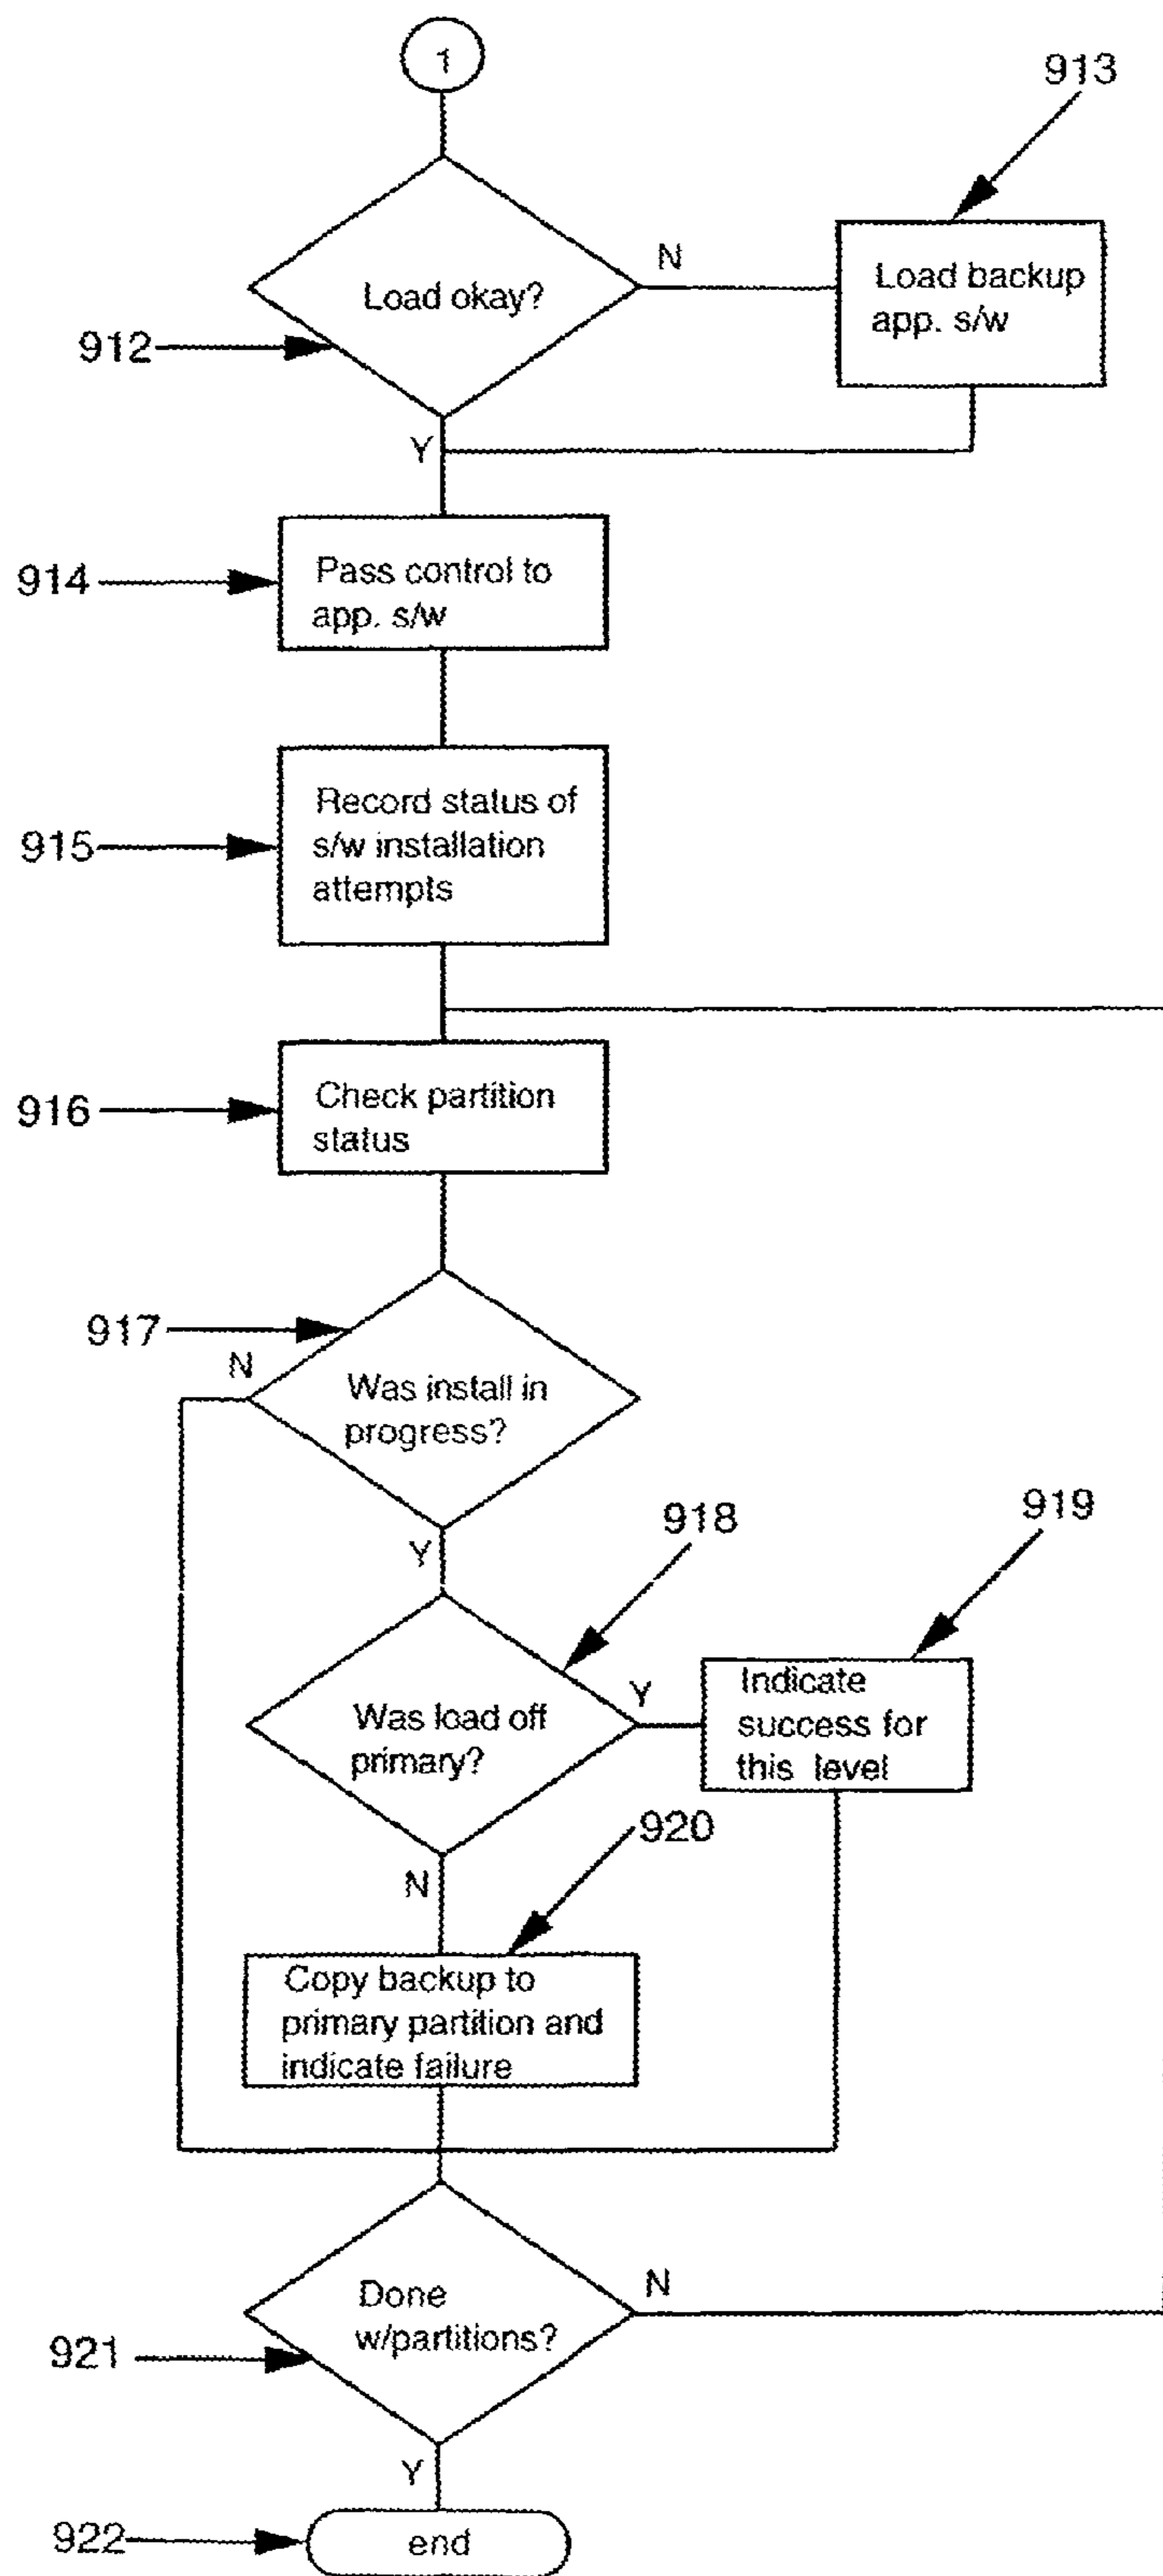 1
913
N
Load okay?
Load backup
app. s/w
912
Y
914
Pass control to
app. s/w
915
Record status of
s/w installation
attempts
916
Check partition
status
917
N
Was install in
progress?
Y
918
919
Was load off
primary?
Y
Indicate
success for
this level
N
920
Copy backup to
primary partition and
indicate failure
Done
w/partitions?
N
921
Y
922
end